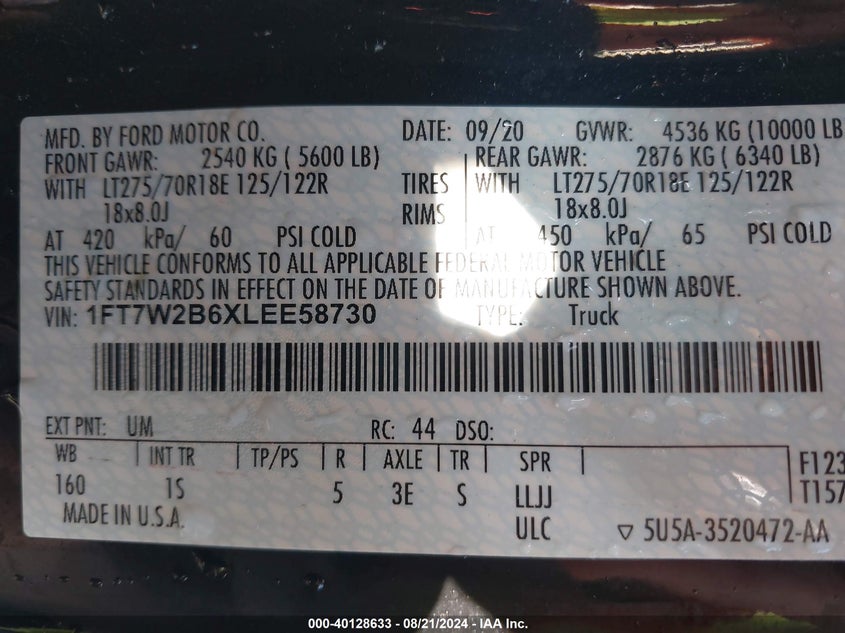 MFD. BY FORD MOTOR CO. DATE: 09/20 GVWR: 4536 KG (10000 LB
FRONT GAWR: 2540 KG ( 5600 LB) REAR GAWR: 2876 KG ( 6340 LB)
WITH LT275/70R18E 125/122R TIRES WITH LT275/70R18E 125/122R
18x8.0J RIMS 18x8.0J
AT 420 kPa/ 60 PSI COLD AT 450 kPa/ 65 PSI COLD
THIS VEHICLE CONFORMS TO ALL APPLICABLE FEDERAL MOTOR VEHICLE
SAFETY STANDARDS IN EFFECT ON THE DATE OF MANUFACTURE SHOWN ABOVE.
VIN: 1FT7W2B6XLEE58730 TYPE: Truck
EXT PNT: UM RC: 44 DSO:
WB INT TR TP/PS R AXLE TR SPR F123
160 1S 5 3E S LLJJ T157
MADE IN U.S.A. ULC ▽ 5U5A-3520472-AA
000-40128633 - 08/21/2024 - IAA Inc.